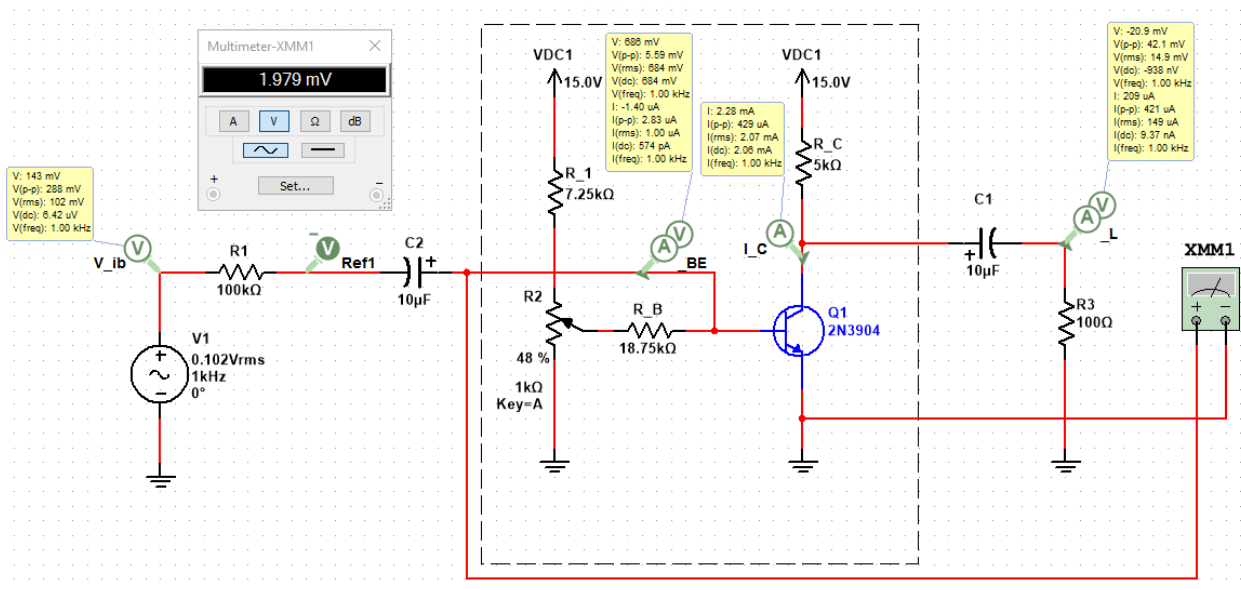 Multimeter-XMM1
1.979 mV
A
V
Ω
dB
+
Set...
−
V: 143 mV
V(p-p): 288 mV
V(rms): 102 mV
V(dc): 6.42 uV
V(freq): 1.00 kHz
V
V_ib
R1
100kΩ
V
Ref1
C2
+
10µF
V1
0.102Vrms
1kHz
0°
VDC1
15.0V
R_1
7.25kΩ
R2
48 %
1kΩ
Key=A
R_B
18.75kΩ
V: 686 mV
V(p-p): 5.59 mV
V(rms): 684 mV
V(dc): 684 mV
V(freq): 1.00 kHz
I: -1.40 uA
I(p-p): 2.83 uA
I(rms): 1.00 uA
I(dc): 574 pA
I(freq): 1.00 kHz
V
A
_BE
I: 2.28 mA
I(p-p): 429 uA
I(rms): 2.07 mA
I(dc): 2.06 mA
I(freq): 1.00 kHz
A
I_C
VDC1
15.0V
R_C
5kΩ
Q1
2N3904
C1
+
10µF
V: -20.9 mV
V(p-p): 42.1 mV
V(rms): 14.9 mV
V(dc): -938 nV
V(freq): 1.00 kHz
I: 209 uA
I(p-p): 421 uA
I(rms): 149 uA
I(dc): 9.37 nA
I(freq): 1.00 kHz
V
A
_L
R3
100Ω
XMM1
+ −